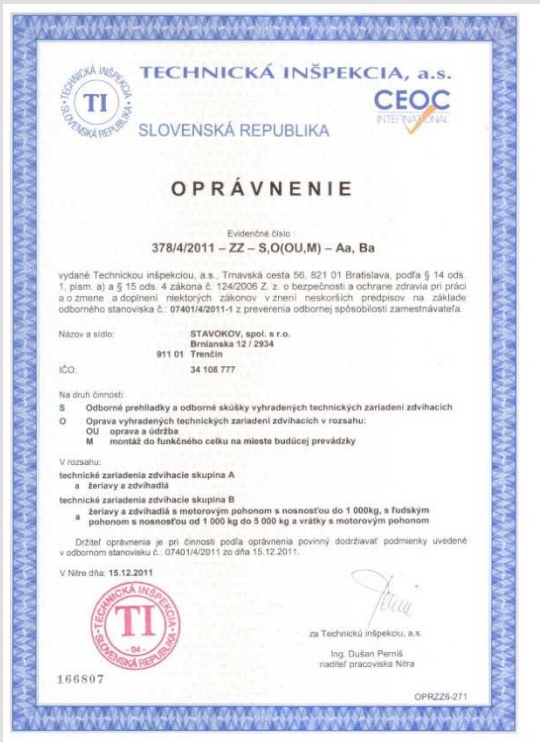 TECHNICKÁ INŠPEKCIA, a.s.
TECHNICKÁ INŠPEKCIA
TI
SLOVENSKÁ REPUBLIKA
CEOC
INTERNATIONAL
SLOVENSKÁ REPUBLIKA
OPRÁVNENIE
Evidenčné číslo :
378/4/2011 – ZZ – S,O(OU,M) – Aa, Ba
vydané Technickou inšpekciou, a.s., Trnavská cesta 56, 821 01 Bratislava, podľa § 14 ods.
1, písm. a) a § 15 ods. 4 zákona č. 124/2006 Z. z. o bezpečnosti a ochrane zdravia pri práci
a o zmene a doplnení niektorých zákonov v znení neskorších predpisov na základe
odborného stanoviska č.: 07401/4/2011-1 z preverenia odbornej spôsobilosti zamestnávateľa.
Názov a sídlo: STAVOKOV, spol. s r.o.
Brnianska 12 / 2934
911 01 Trenčín
IČO: 34 108 777
Na druh činnosti:
S Odborné prehliadky a odborné skúšky vyhradených technických zariadení zdvíhacích
O Oprava vyhradených technických zariadení zdvíhacích v rozsahu:
OU oprava a údržba
M montáž do funkčného celku na mieste budúcej prevádzky
V rozsahu:
technické zariadenia zdvíhacie skupina A
a žeriavy a zdvíhadlá
technické zariadenia zdvíhacie skupina B
a žeriavy a zdvíhadlá s motorovým pohonom s nosnosťou do 1 000kg, s ľudským
pohonom s nosnosťou od 1 000 kg do 5 000 kg a vrátky s motorovým pohonom
Držiteľ oprávnenia je pri činnosti podľa oprávnenia povinný dodržiavať podmienky uvedené
v odbornom stanovisku č.: 07401/4/2011 zo dňa 15.12.2011.
V Nitre dňa: 15.12.2011
TECHNICKÁ INŠPEKCIA
TI
- 94 -
SLOVENSKÁ REPUBLIKA
za Technickú inšpekciu, a.s.
Ing. Dušan Perniš
riaditeľ pracoviska Nitra
166807
OPRZZ6-271